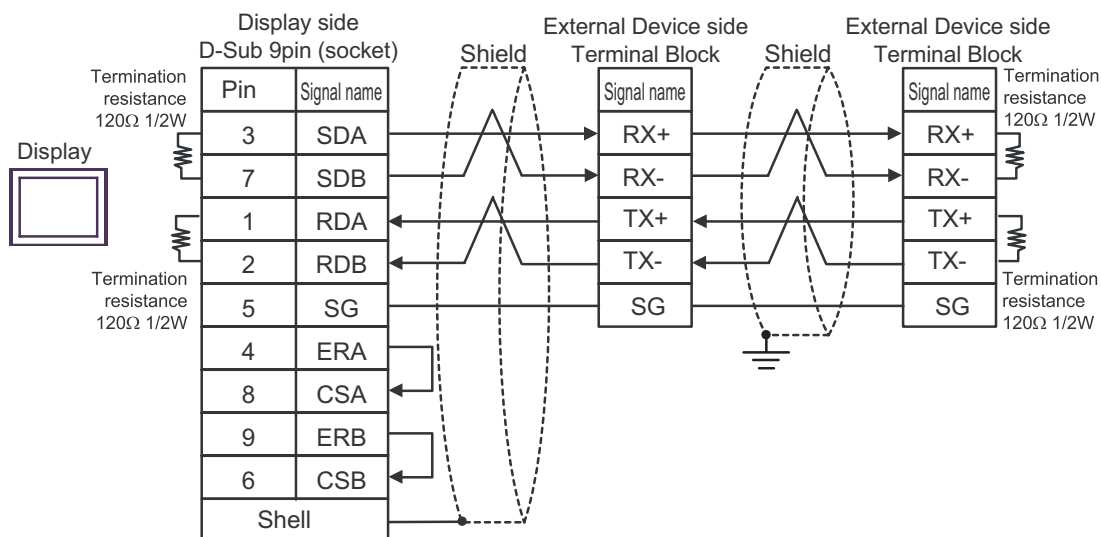 Display side
D-Sub 9pin (socket)
External Device side
Terminal Block
External Device side
Terminal Block
Shield
Shield
Termination
resistance
120Ω 1/2W
Termination
resistance
120Ω 1/2W
Display
Pin Signal name
3 SDA
7 SDB
1 RDA
2 RDB
5 SG
4 ERA
8 CSA
9 ERB
6 CSB
Shell
Termination
resistance
120Ω 1/2W
Signal name
RX+
RX-
TX+
TX-
SG
Signal name
RX+
RX-
TX+
TX-
SG
Termination
resistance
120Ω 1/2W